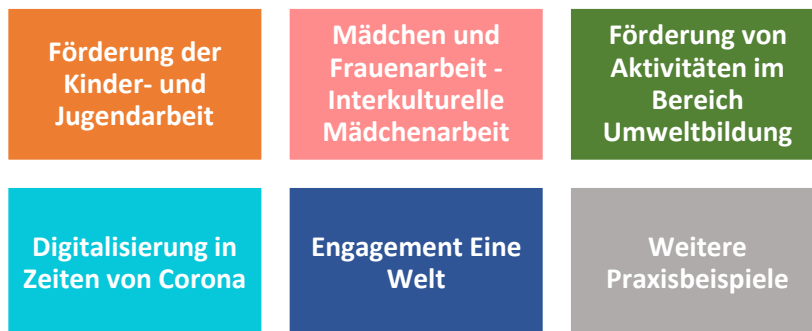 Förderung der
Kinder- und
Jugendarbeit
Mädchen und
Frauenarbeit -
Interkulturelle
Mädchenarbeit
Förderung von
Aktivitäten im
Bereich
Umweltbildung
Digitalisierung in
Zeiten von Corona
Engagement Eine
Welt
Weitere
Praxisbeispiele